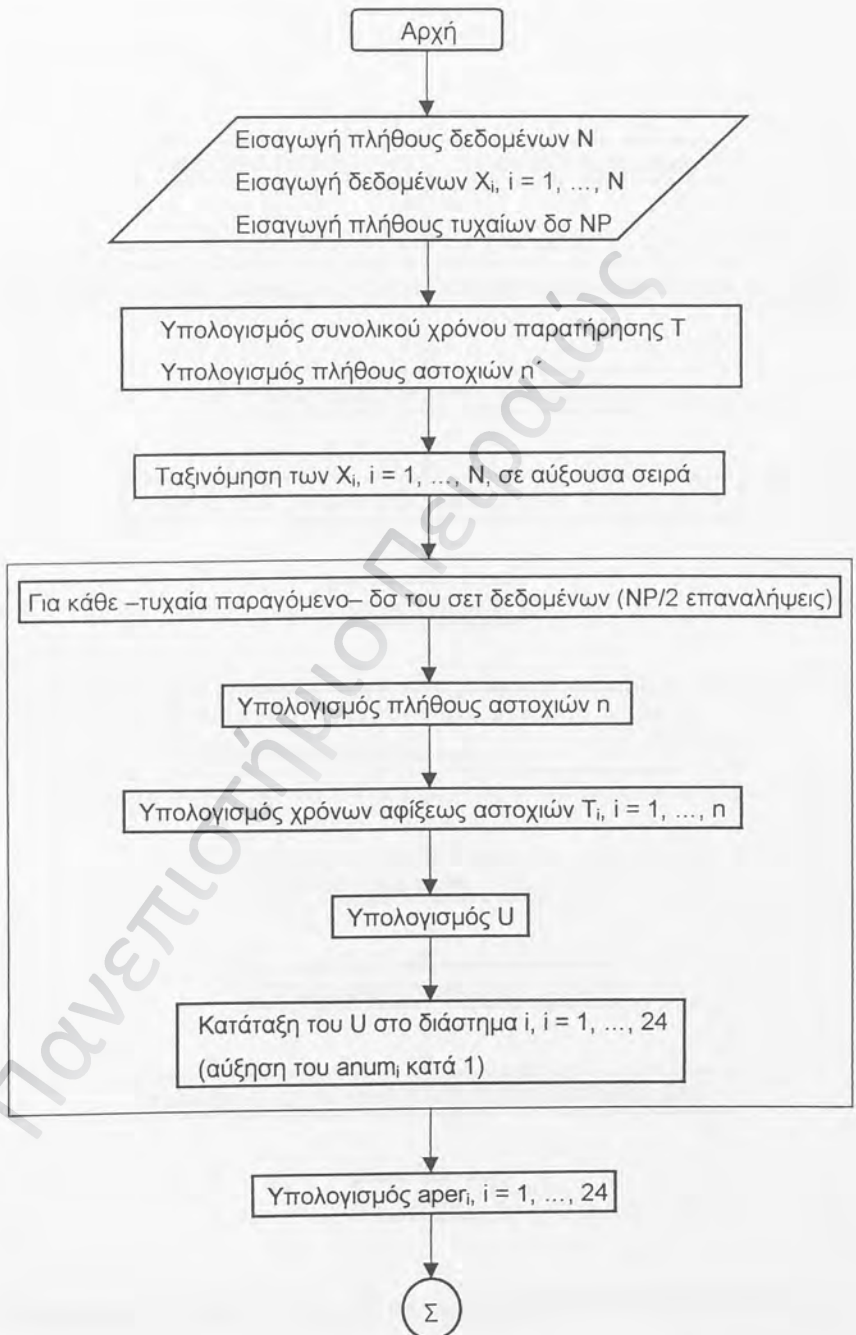 Αρχή
Εισαγωγή πλήθους δεδομένων N
Εισαγωγή δεδομένων Xi, i = 1, ..., N
Εισαγωγή πλήθους τυχαίων δσ NP
Υπολογισμός συνολικού χρόνου παρατήρησης T
Υπολογισμός πλήθους αστοχιών n΄
Ταξινόμηση των Xi, i = 1, ..., N, σε αύξουσα σειρά
Για κάθε –τυχαία παραγόμενο– δσ του σετ δεδομένων (NP/2 επαναλήψεις)
Υπολογισμός πλήθους αστοχιών n
Υπολογισμός χρόνων αφίξεως αστοχιών Ti, i = 1, ..., n
Υπολογισμός U
Κατάταξη του U στο διάστημα i, i = 1, ..., 24
(αύξηση του anumi κατά 1)
Υπολογισμός aperi, i = 1, ..., 24
Σ
Πανεπιστήμιο Πειραιώς